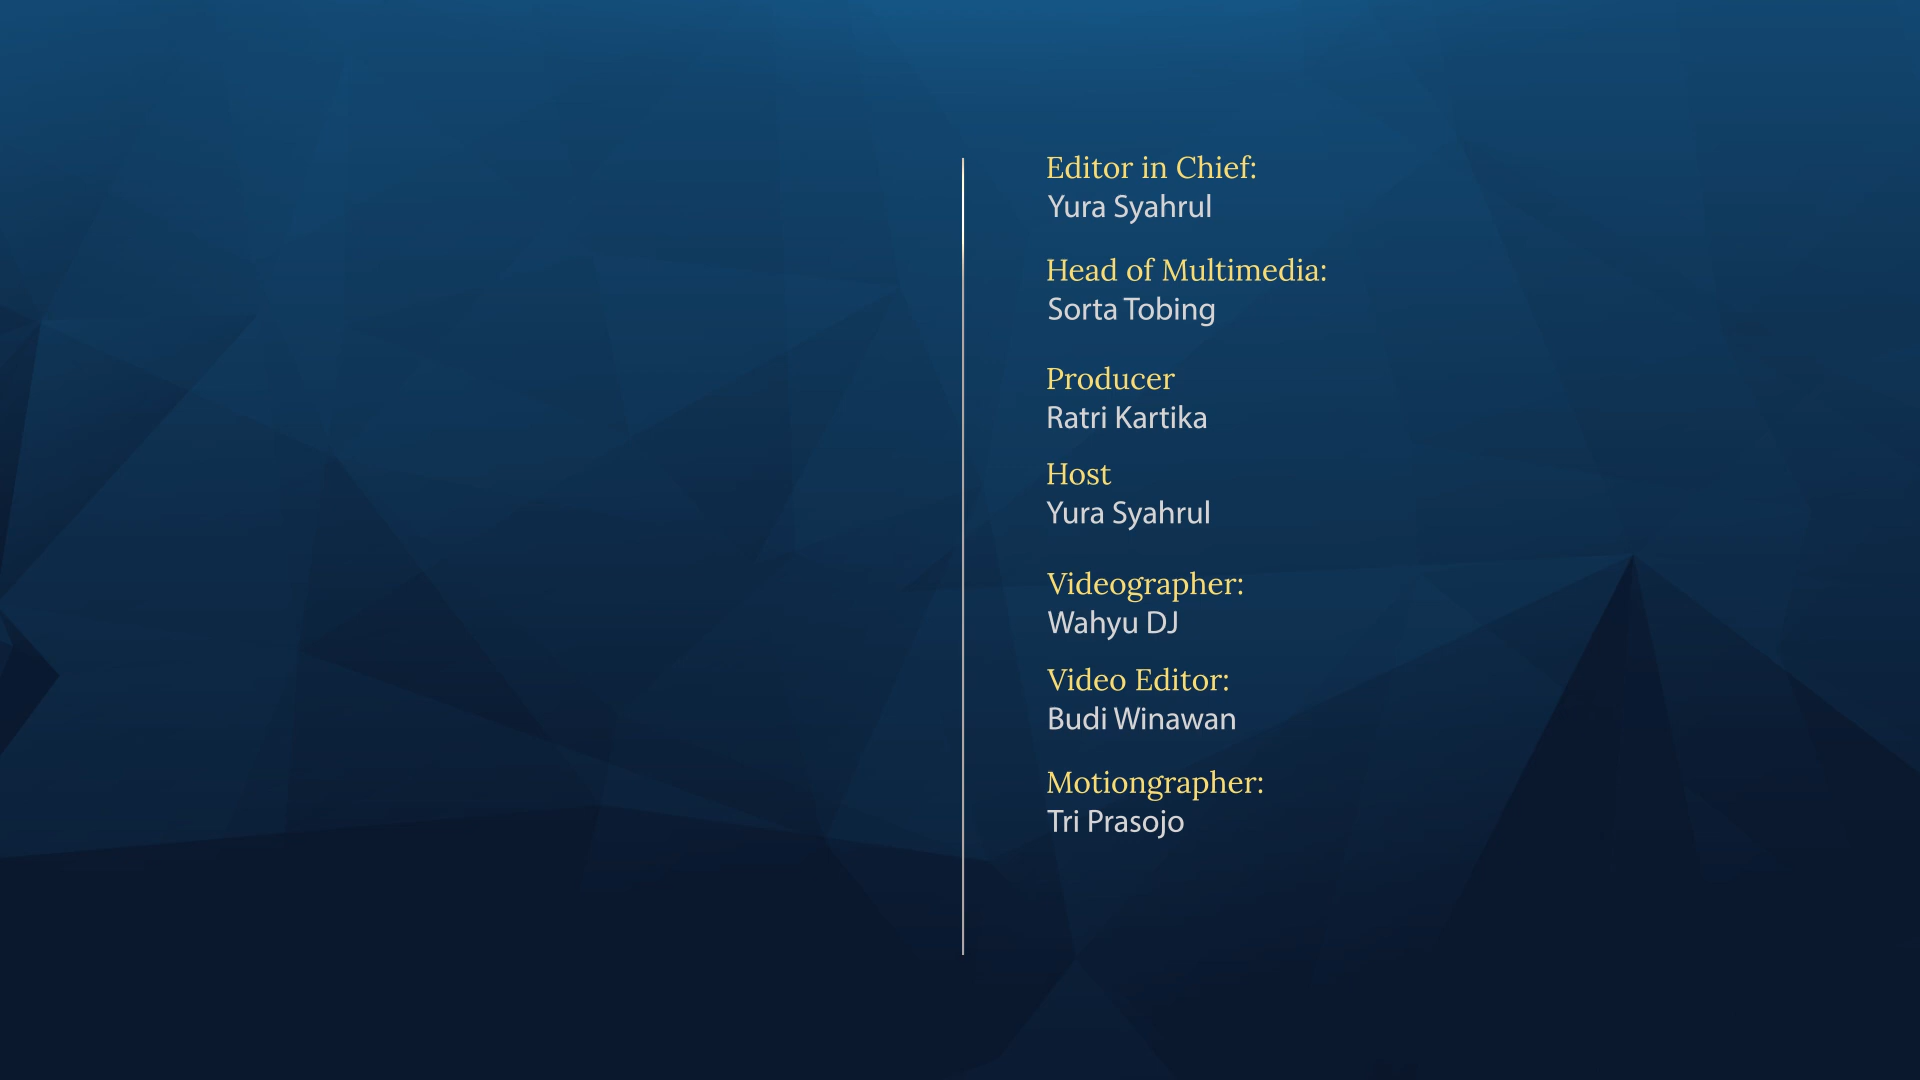 Editor in Chief:
Yura Syahrul
Head of Multimedia:
Sorta Tobing
Producer
Ratri Kartika
Host
Yura Syahrul
Videographer:
Wahyu DJ
Video Editor:
Budi Winawan
Motiongrapher:
Tri Prasojo